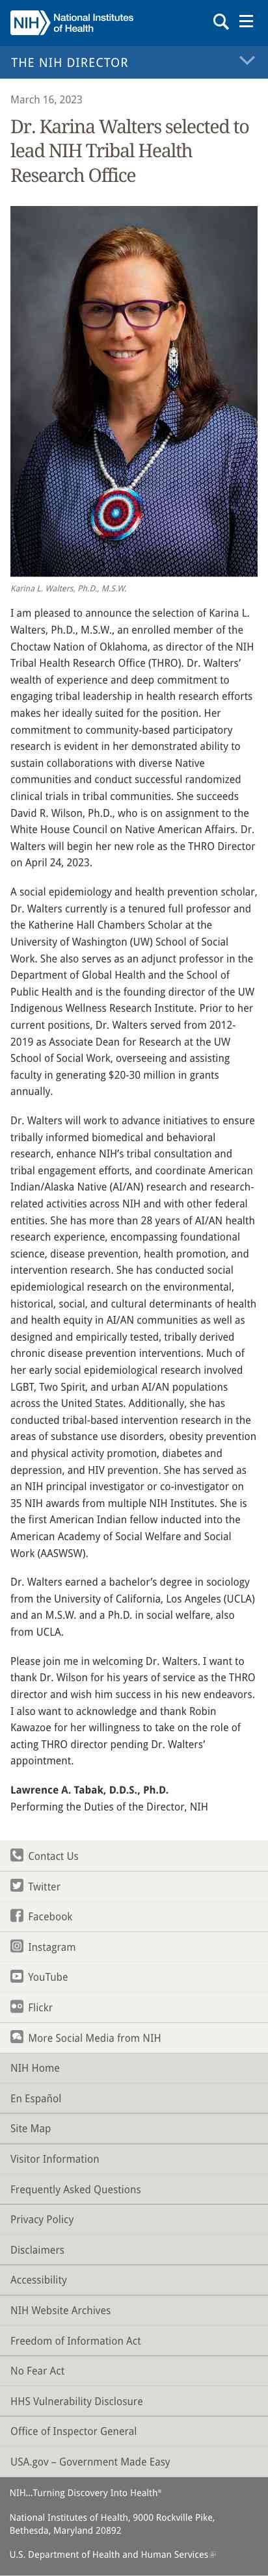 NIH National Institutes
of Health
THE NIH DIRECTOR
March 16, 2023
Dr. Karina Walters selected to
lead NIH Tribal Health
Research Office
Karina L. Walters, Ph.D., M.S.W.
I am pleased to announce the selection of Karina L.
Walters, Ph.D., M.S.W., an enrolled member of the
Choctaw Nation of Oklahoma, as director of the NIH
Tribal Health Research Office (THRO). Dr. Walters’
wealth of experience and deep commitment to
engaging tribal leadership in health research efforts
makes her ideally suited for the position. Her
commitment to community-based participatory
research is evident in her demonstrated ability to
sustain collaborations with diverse Native
communities and conduct successful randomized
clinical trials in tribal communities. She succeeds
David R. Wilson, Ph.D., who is on assignment to the
White House Council on Native American Affairs. Dr.
Walters will begin her new role as the THRO Director
on April 24, 2023.
A social epidemiology and health prevention scholar,
Dr. Walters currently is a tenured full professor and
the Katherine Hall Chambers Scholar at the
University of Washington (UW) School of Social
Work. She also serves as an adjunct professor in the
Department of Global Health and the School of
Public Health and is the founding director of the UW
Indigenous Wellness Research Institute. Prior to her
current positions, Dr. Walters served from 2012-
2019 as Associate Dean for Research at the UW
School of Social Work, overseeing and assisting
faculty in generating $20-30 million in grants
annually.
Dr. Walters will work to advance initiatives to ensure
tribally informed biomedical and behavioral
research, enhance NIH’s tribal consultation and
tribal engagement efforts, and coordinate American
Indian/Alaska Native (AI/AN) research and research-
related activities across NIH and with other federal
entities. She has more than 28 years of AI/AN health
research experience, encompassing foundational
science, disease prevention, health promotion, and
intervention research. She has conducted social
epidemiological research on the environmental,
historical, social, and cultural determinants of health
and health equity in AI/AN communities as well as
designed and empirically tested, tribally derived
chronic disease prevention interventions. Much of
her early social epidemiological research involved
LGBT, Two Spirit, and urban AI/AN populations
across the United States. Additionally, she has
conducted tribal-based intervention research in the
areas of substance use disorders, obesity prevention
and physical activity promotion, diabetes and
depression, and HIV prevention. She has served as
an NIH principal investigator or co-investigator on
35 NIH awards from multiple NIH Institutes. She is
the first American Indian fellow inducted into the
American Academy of Social Welfare and Social
Work (AASWSW).
Dr. Walters earned a bachelor’s degree in sociology
from the University of California, Los Angeles (UCLA)
and an M.S.W. and a Ph.D. in social welfare, also
from UCLA.
Please join me in welcoming Dr. Walters. I want to
thank Dr. Wilson for his years of service as the THRO
director and wish him success in his new endeavors.
I also want to acknowledge and thank Robin
Kawazoe for her willingness to take on the role of
acting THRO director pending Dr. Walters’
appointment.
Lawrence A. Tabak, D.D.S., Ph.D.
Performing the Duties of the Director, NIH
Contact Us
Twitter
Facebook
Instagram
YouTube
Flickr
More Social Media from NIH
NIH Home
En Español
Site Map
Visitor Information
Frequently Asked Questions
Privacy Policy
Disclaimers
Accessibility
NIH Website Archives
Freedom of Information Act
No Fear Act
HHS Vulnerability Disclosure
Office of Inspector General
USA.gov – Government Made Easy
NIH…Turning Discovery Into Health®
National Institutes of Health, 9000 Rockville Pike,
Bethesda, Maryland 20892
U.S. Department of Health and Human Services